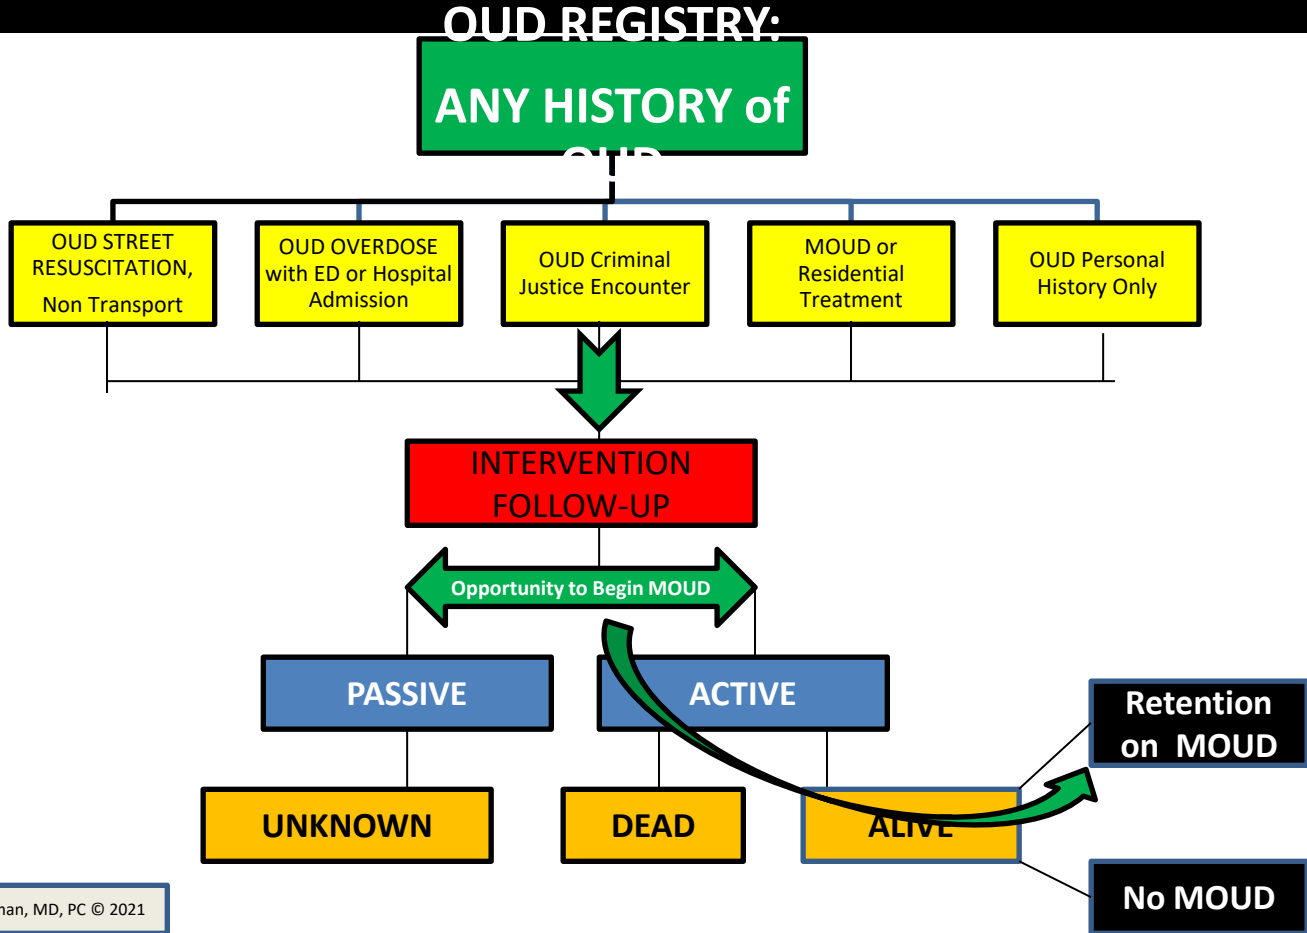 OUD REGISTRY:
ANY HISTORY of
OUD
OUD STREET
RESUSCITATION,
Non Transport
OUD OVERDOSE
with ED or Hospital
Admission
OUD Criminal
Justice Encounter
MOUD or
Residential
Treatment
OUD Personal
History Only
INTERVENTION
FOLLOW-UP
Opportunity to Begin MOUD
PASSIVE
ACTIVE
Retention
on MOUD
UNKNOWN
DEAD
ALIVE
No MOUD
MD, PC © 2021